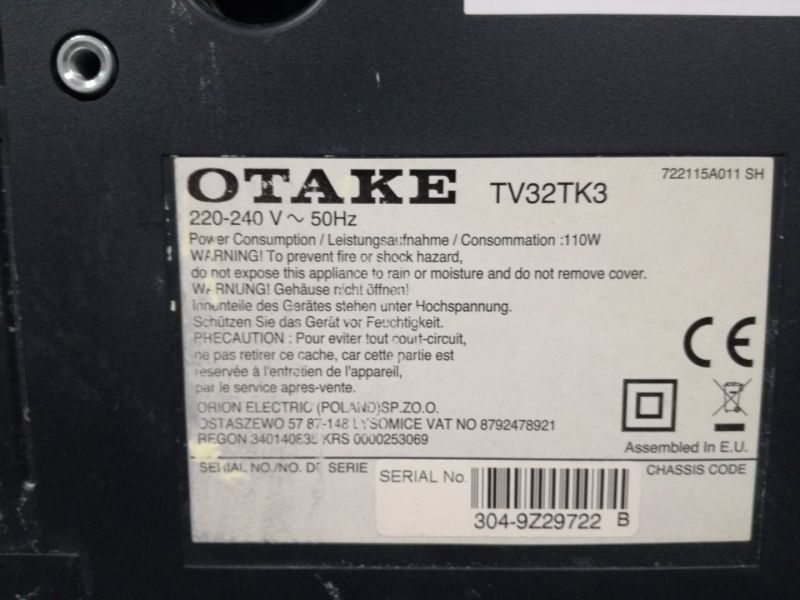 OTAKE TV32TK3 722115A011 SH
220-240 V ~ 50Hz
Power Consumption / Leistungsaufnahme / Consommation :110W
WARNING! To prevent fire or shock hazard,
do not expose this appliance to rain or moisture and do not remove cover.
WARNUNG! Gehäuse nicht öffnen!
Innenteile des Gerätes stehen unter Hochspannung.
Schützen Sie das Gerät vor Feuchtigkeit.
PRECAUTION : Pour eviter tout court-circuit,
ne pas retirer ce cache, car cette partie est
réservée à l'entretien de l'appareil,
par le service apres-vente.
CE
ORION ELECTRIC (POLAND)SP.ZO.O.
OSTASZEWO 57 87-148 LYSOMICE VAT NO 8792478921
REGON 340140835 KRS 0000253069
Assembled In E.U.
SERIAL NO./NO. DE SERIE
SERIAL No.
CHASSIS CODE
304-9Z29722 B